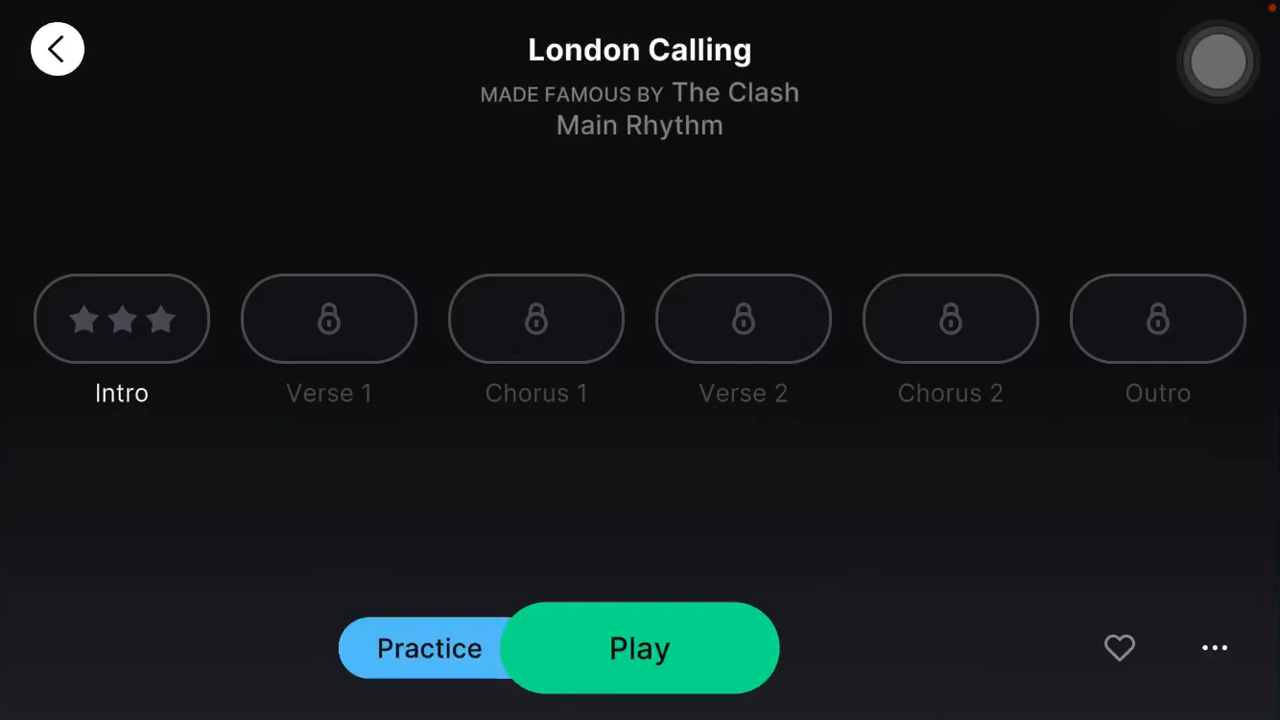 London Calling
MADE FAMOUS BY The Clash
Main Rhythm
Intro
Verse 1
Chorus 1
Verse 2
Chorus 2
Outro
Practice
Play